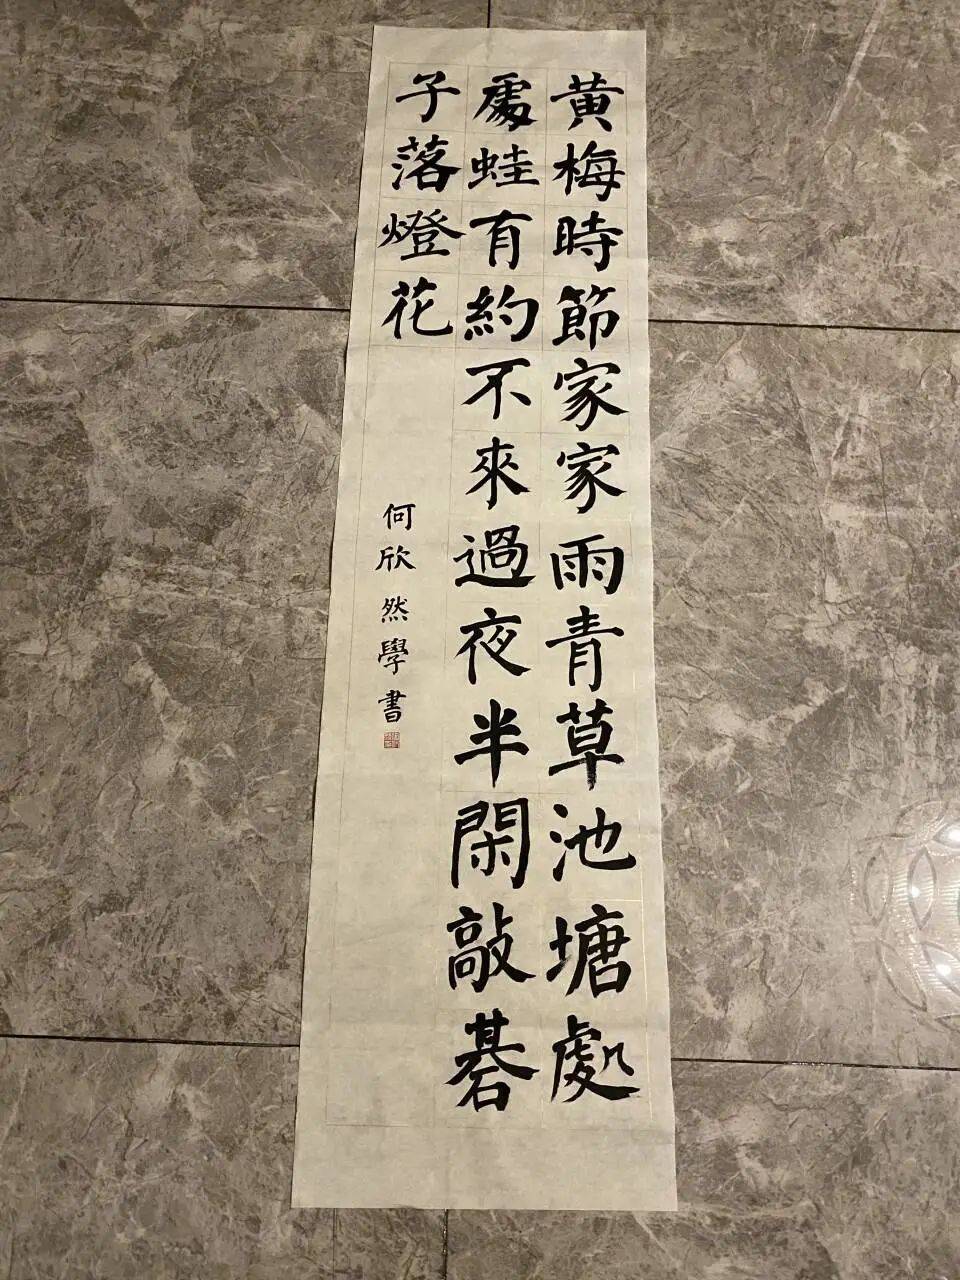 黄梅時節家家雨青草池塘處
處蛙有約不來過夜半閑敲碁
子落燈花
何欣然學書